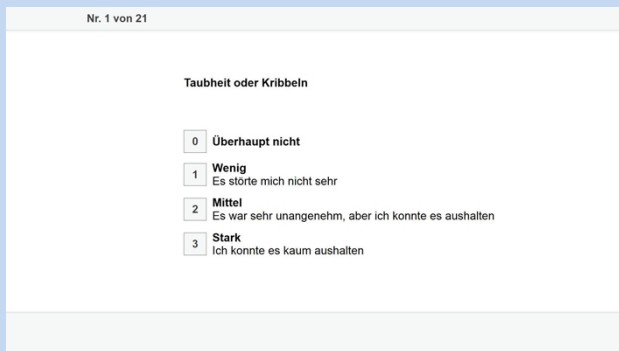 Nr. 1 von 21
Taubheit oder Kribbeln
0 Überhaupt nicht
1 Wenig
Es störte mich nicht sehr
2 Mittel
Es war sehr unangenehm, aber ich konnte es aushalten
3 Stark
Ich konnte es kaum aushalten